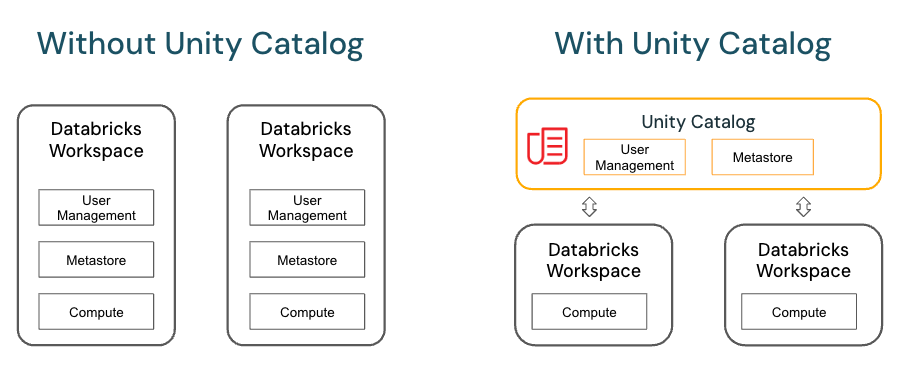 Without Unity Catalog
Databricks
Workspace
User
Management
Metastore
Compute
Databricks
Workspace
User
Management
Metastore
Compute
With Unity Catalog
Unity Catalog
User
Management
Metastore
Databricks
Workspace
Compute
Databricks
Workspace
Compute